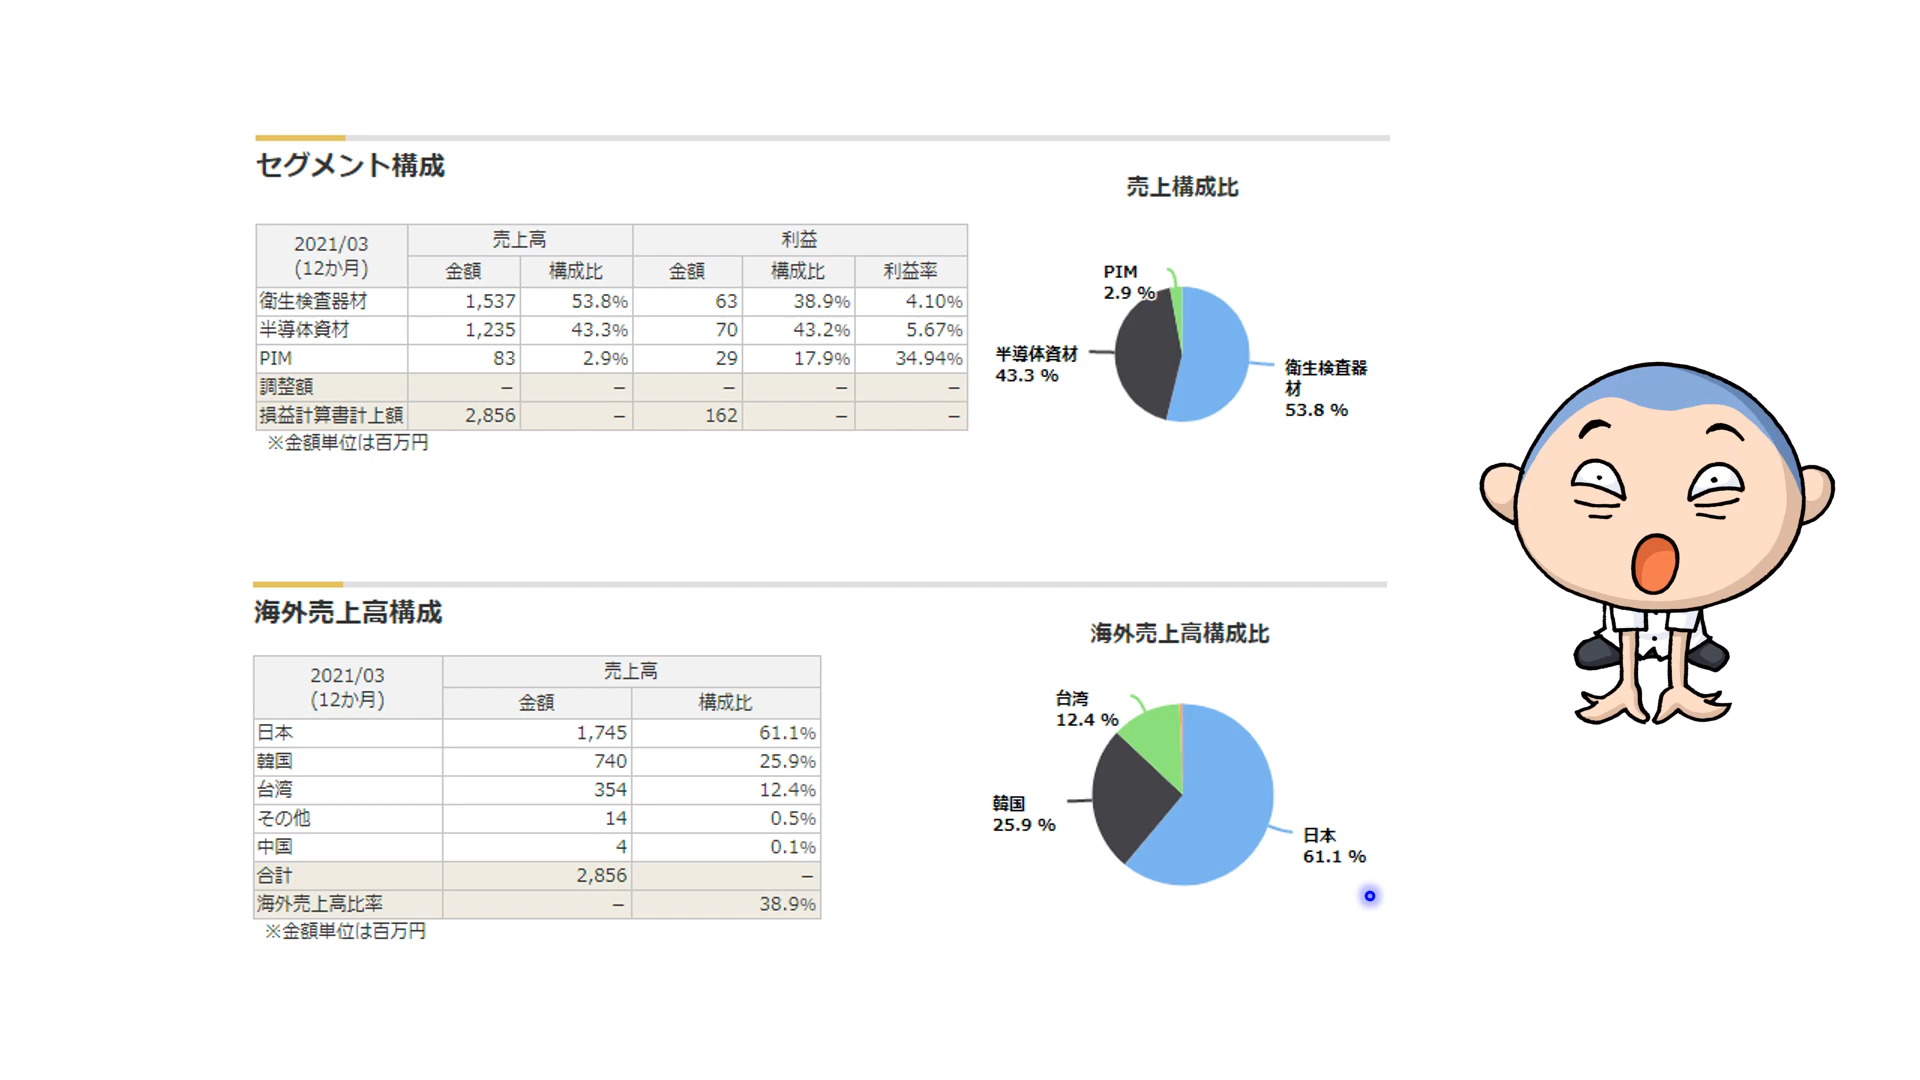 セグメント構成
売上構成比
2021/03
(12か月)
売上高 利益
金額 構成比 金額 構成比 利益率
衛生検査器材 1,537 53.8% 63 38.9% 4.10%
半導体資材 1,235 43.3% 70 43.2% 5.67%
PIM 83 2.9% 29 17.9% 34.94%
調整額 – – – – –
損益計算書計上額 2,856 – 162 – –
※金額単位は百万円
PIM
2.9 %
半導体資材
43.3 %
衛生検査器
材
53.8 %
海外売上高構成
海外売上高構成比
2021/03
(12か月)
売上高
金額 構成比
日本 1,745 61.1%
韓国 740 25.9%
台湾 354 12.4%
その他 14 0.5%
中国 4 0.1%
合計 2,856 –
海外売上高比率 – 38.9%
※金額単位は百万円
台湾
12.4 %
韓国
25.9 %
日本
61.1 %